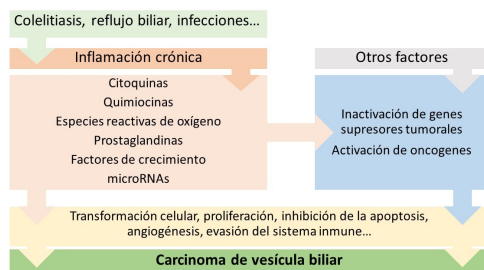 Colelitiasis, reflujo biliar, infecciones...
Inflamación crónica
Otros factores
Citoquinas
Quimiocinas
Especies reactivas de oxígeno
Prostaglandinas
Factores de crecimiento
microRNAs
Inactivación de genes
supresores tumorales
Activación de oncogenes
Transformación celular, proliferación, inhibición de la apoptosis,
angiogénesis, evasión del sistema inmune...
Carcinoma de vesícula biliar